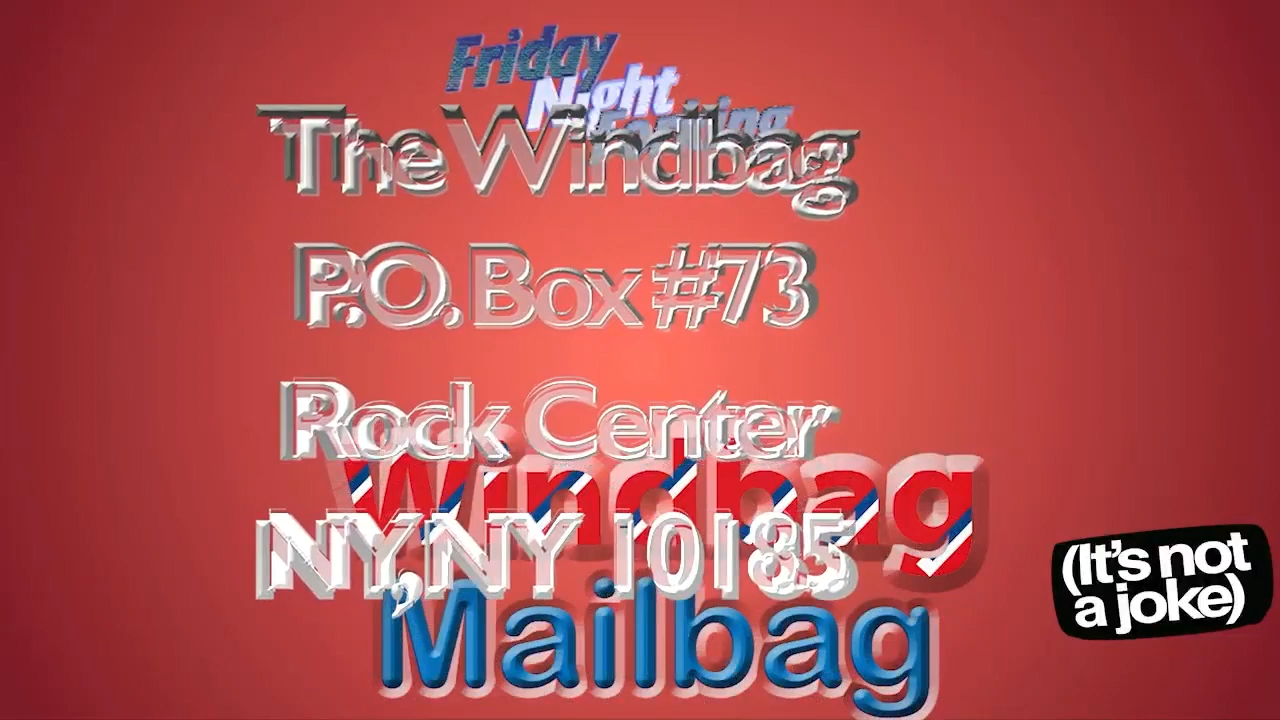 Friday
Night
The Windbag
P.O. Box #73
Rock Center
Windbag
NY, NY 10185
Mailbag
(It's not
a joke)